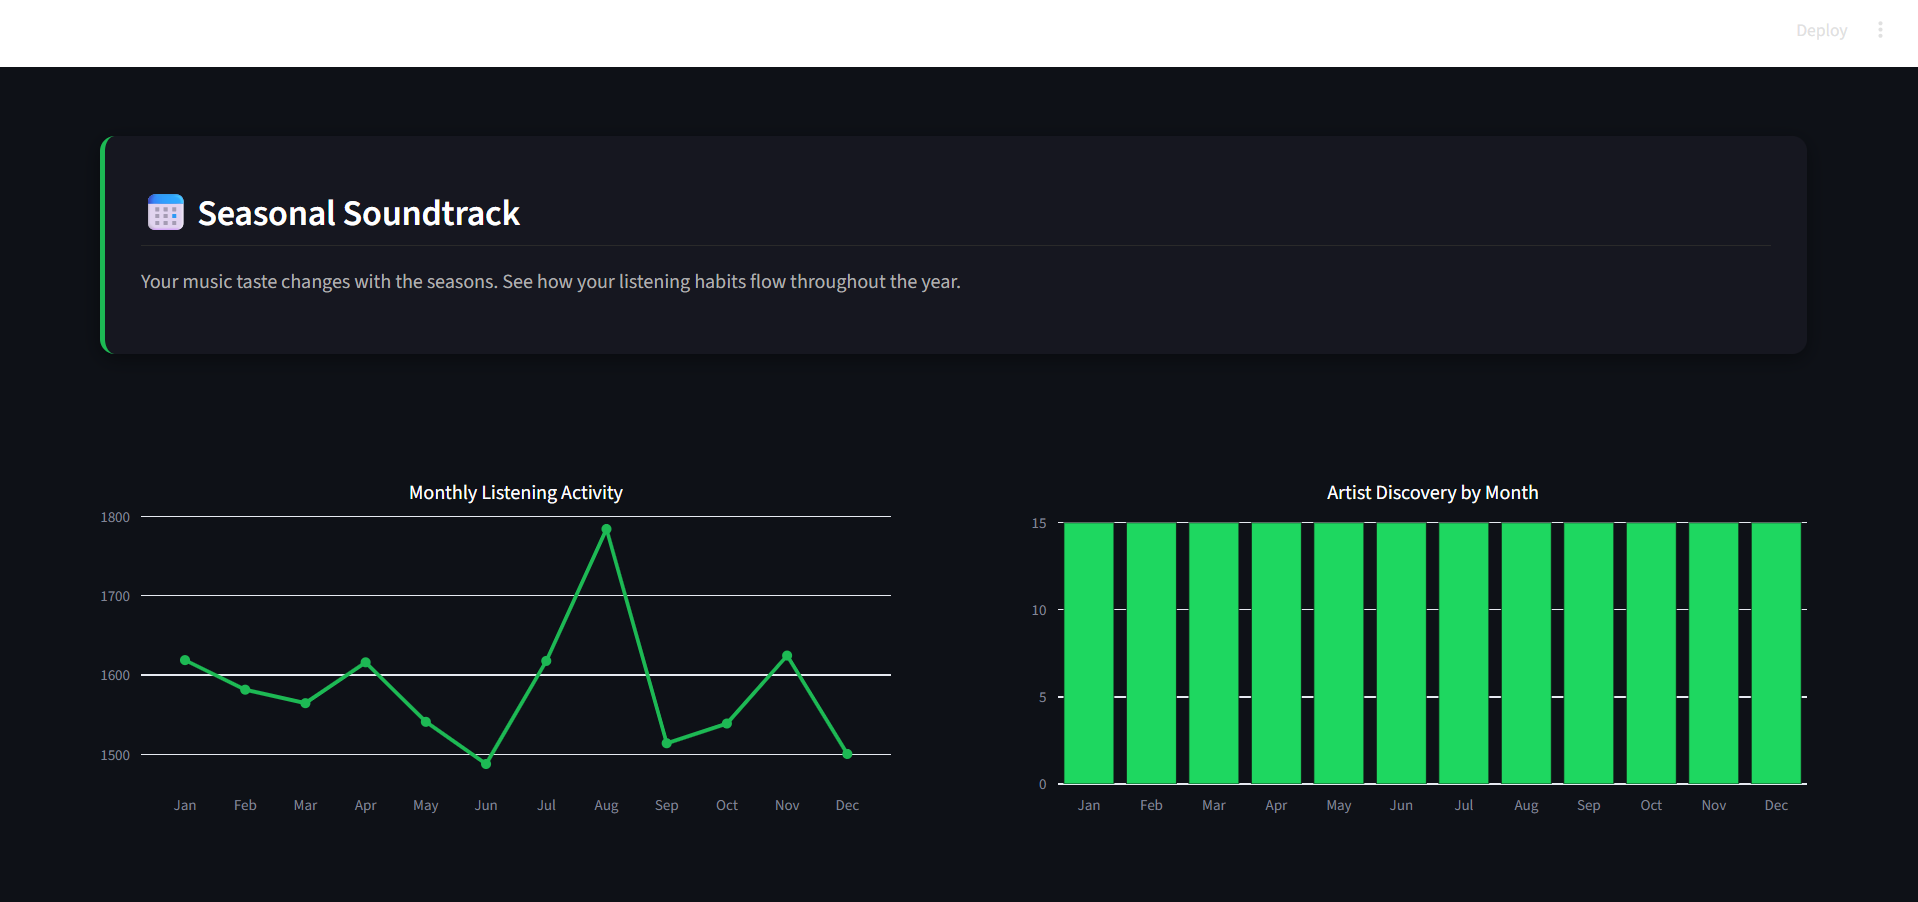 Deploy
Seasonal Soundtrack
Your music taste changes with the seasons. See how your listening habits flow throughout the year.
Monthly Listening Activity
1800
1700
1600
1500
Jan Feb Mar Apr May Jun Jul Aug Sep Oct Nov Dec
Artist Discovery by Month
15
10
5
0
Jan Feb Mar Apr May Jun Jul Aug Sep Oct Nov Dec